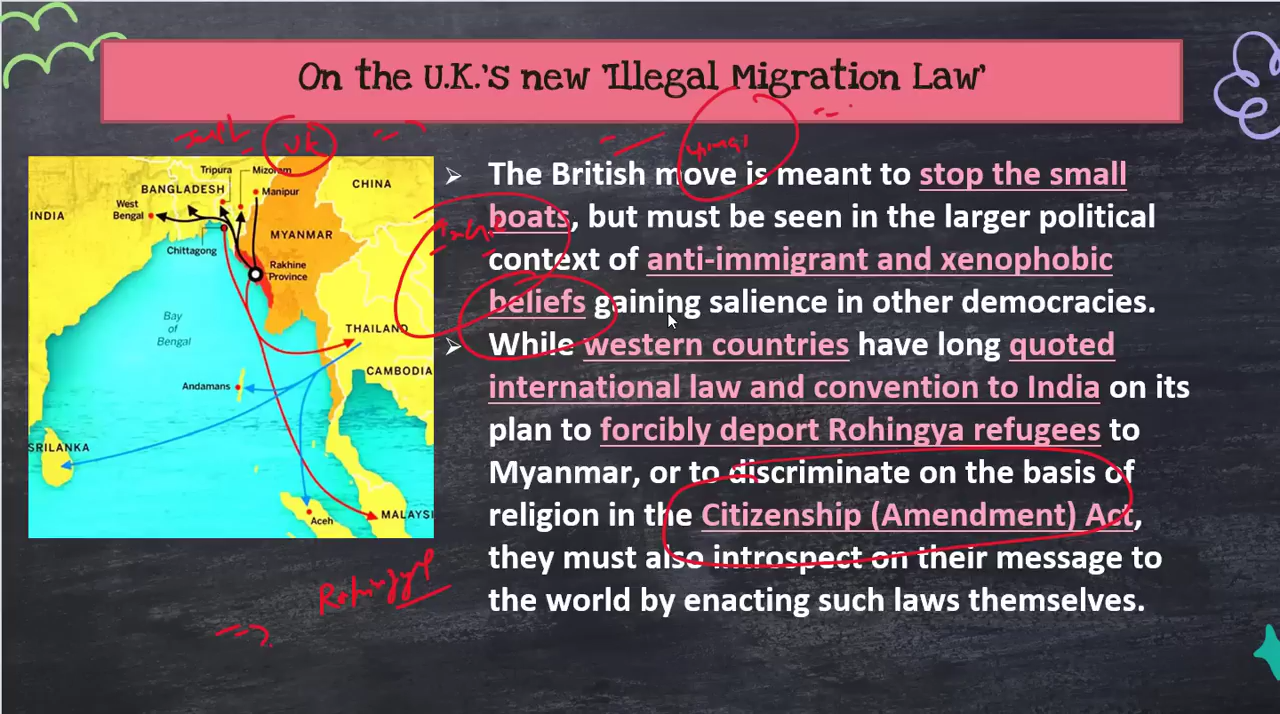 On the U.K.'s new 'Illegal Migration Law'
UK
The British move is meant to stop the small
boats, but must be seen in the larger political
context of anti-immigrant and xenophobic
beliefs gaining salience in other democracies.
While western countries have long quoted
international law and convention to India on its
plan to forcibly deport Rohingya refugees to
Myanmar, or to discriminate on the basis of
religion in the Citizenship (Amendment) Act,
they must also introspect on their message to
the world by enacting such laws themselves.
Tripura
Mizoram
BANGLADESH
Manipur
CHINA
West
Bengal
INDIA
MYANMAR
Chittagong
Rakhine
Province
Bay
of
Bengal
THAILAND
CAMBODIA
Andamans
SRILANKA
Aceh
MALAYSI